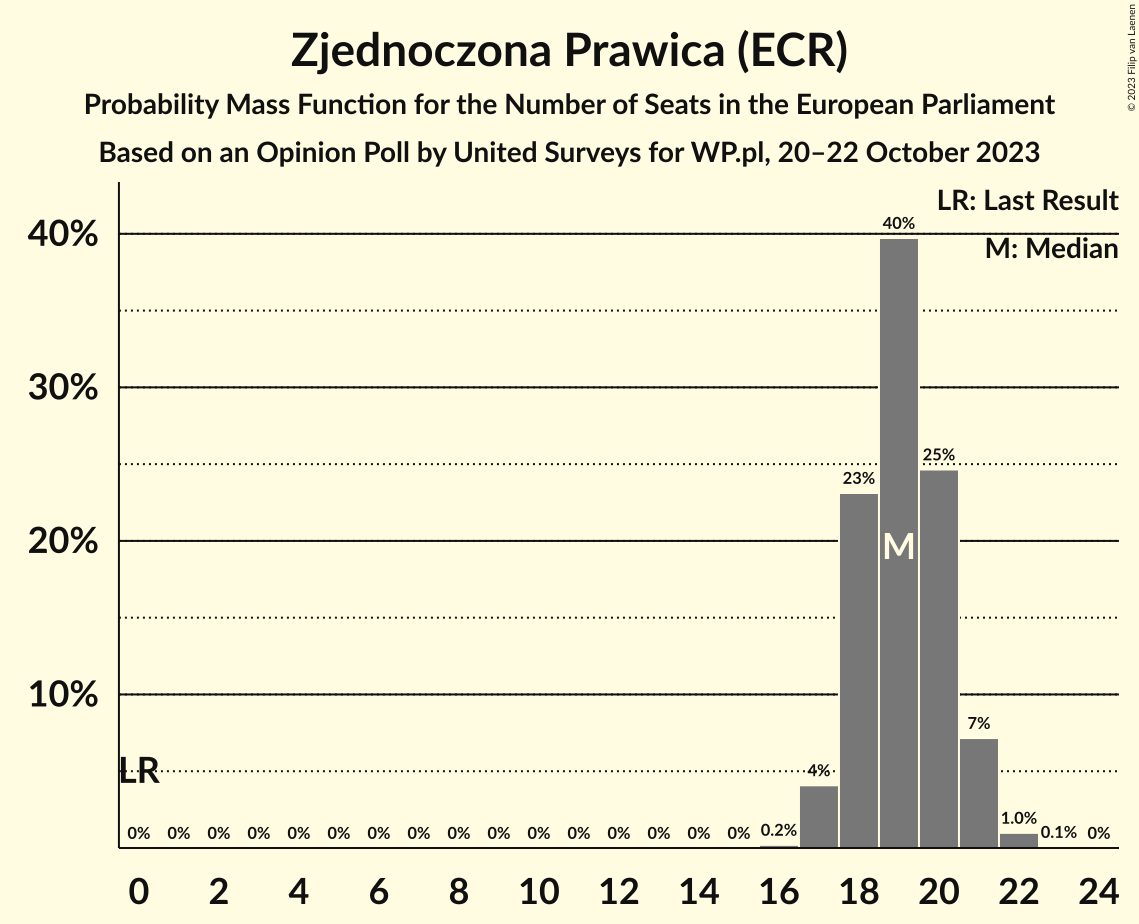 Zjednoczona Prawica (ECR)
Probability Mass Function for the Number of Seats in the European Parliament
Based on an Opinion Poll by United Surveys for WP.pl, 20–22 October 2023
© 2023 Filip van Laenen
LR: Last Result
M: Median
40%
30%
20%
10%
40%
25%
23%
M
7%
LR
4%
0% 0% 0% 0% 0% 0% 0% 0% 0% 0% 0% 0% 0% 0% 0% 0% 0.2% 1.0% 0.1% 0%
0 2 4 6 8 10 12 14 16 18 20 22 24